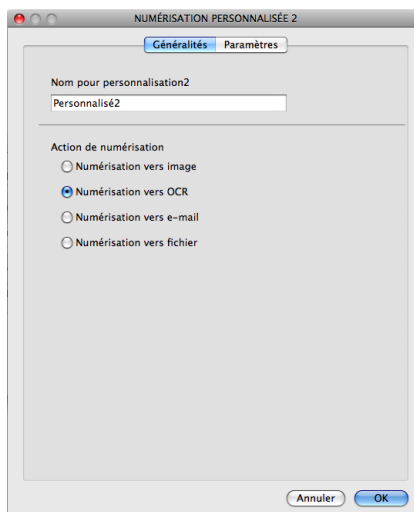 NUMÉRISATION PERSONNALISÉE 2
Généralités Paramètres
Nom pour personnalisation2
Personnalisé2
Action de numérisation
Numérisation vers image
Numérisation vers OCR
Numérisation vers e-mail
Numérisation vers fichier
Annuler OK